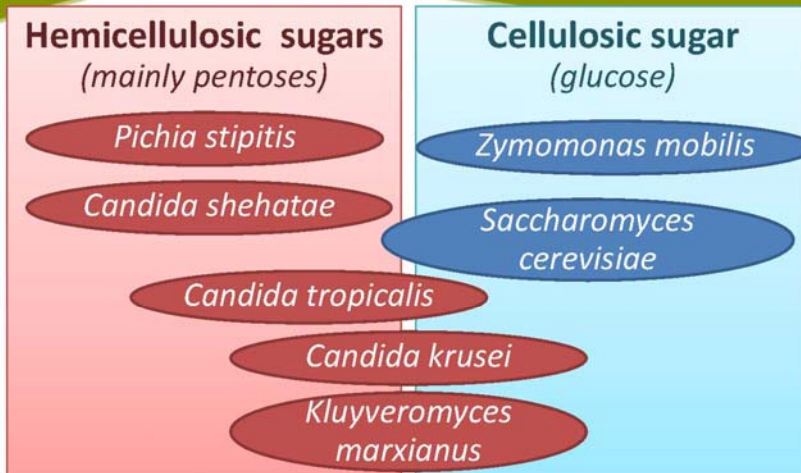 Hemicellulosic sugars
(mainly pentoses)
Pichia stipitis
Candida shehatae
Candida tropicalis
Candida krusei
Kluyveromyces
marxianus
Cellulosic sugar
(glucose)
Zymomonas mobilis
Saccharomyces
cerevisiae